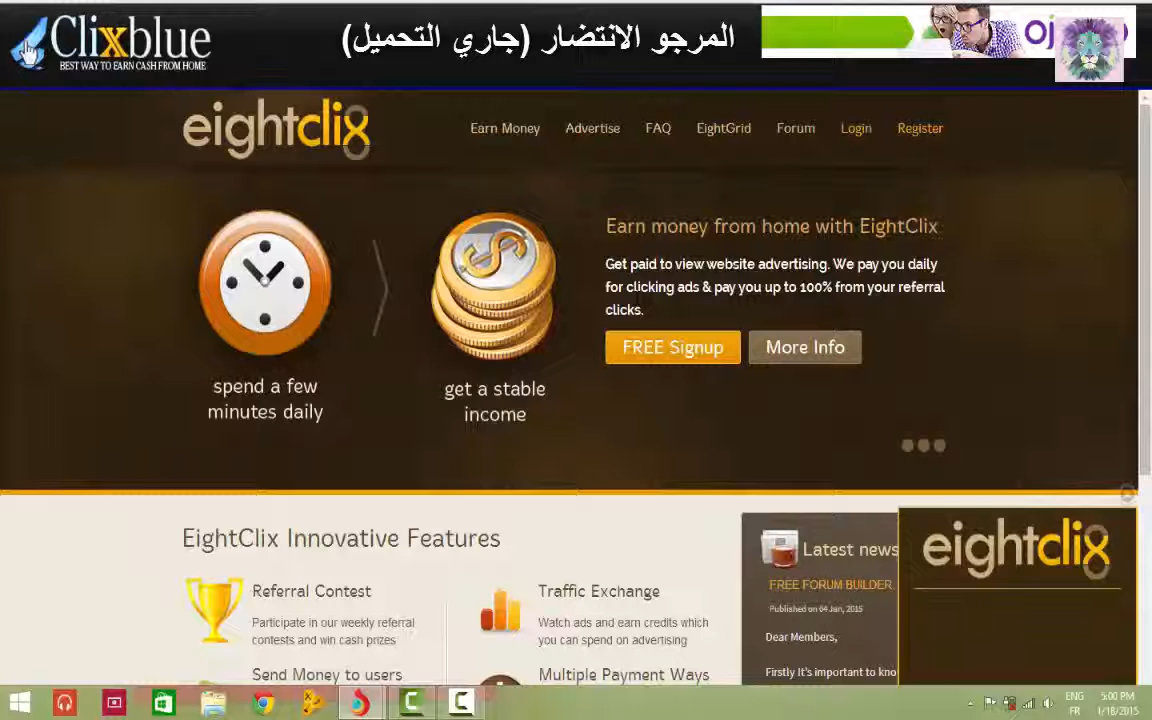 Clixblue
BEST WAY TO EARN CASH FROM HOME
المرجو الانتضار (جاري التحميل)
eightclix
Earn Money Advertise FAQ EightGrid Forum Login Register
Earn money from home with EightClix
Get paid to view website advertising. We pay you daily
for clicking ads & pay you up to 100% from your referral
clicks.
FREE Signup More Info
spend a few
minutes daily
get a stable
income
EightClix Innovative Features
Referral Contest
Participate in our weekly referral
contests and win cash prizes
Send Money to users
Traffic Exchange
Watch ads and earn credits which
you can spend on advertising
Multiple Payment Ways
Latest news
FREE FORUM BUILDER
Published on 04 Jan, 2015
Dear Members,
Firstly It's important to kno
eightclix
ENG 5:00 PM
FR 1/18/2015